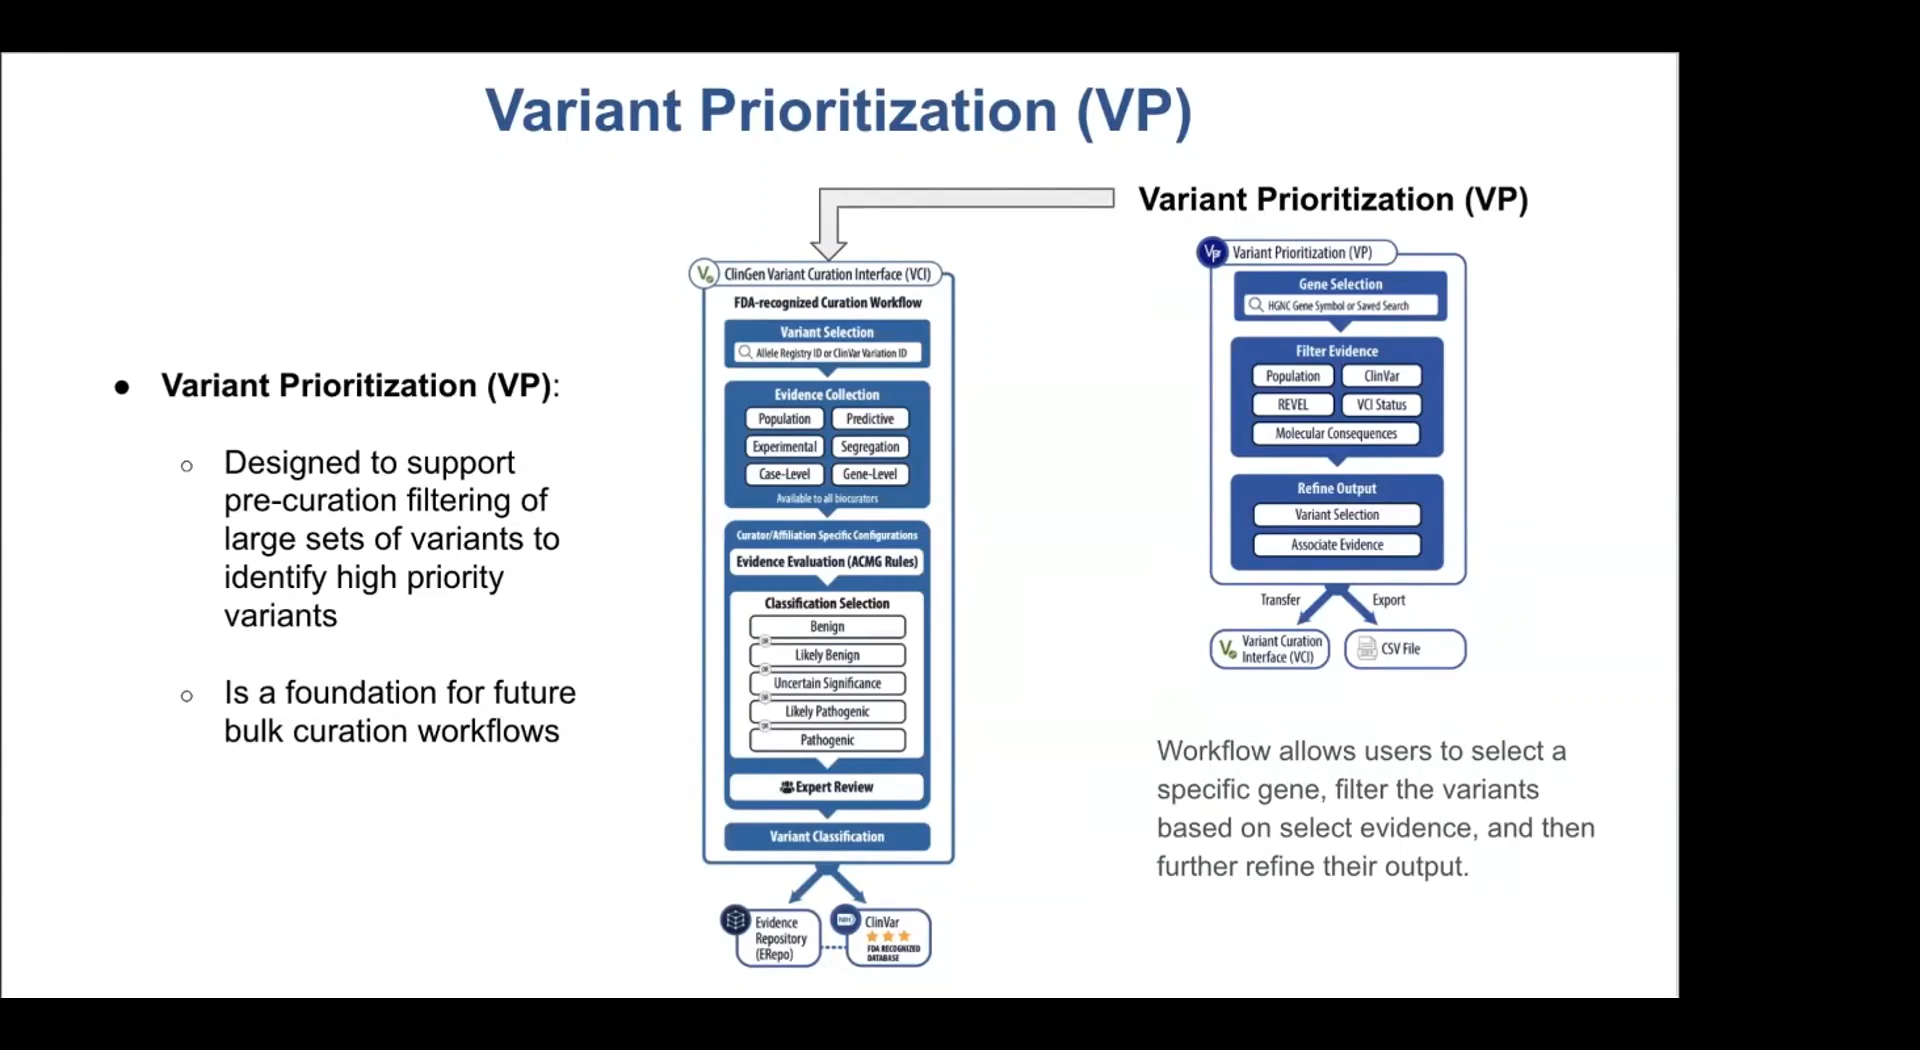 Variant Prioritization (VP)
● Variant Prioritization (VP):
○ Designed to support
pre-curation filtering of
large sets of variants to
identify high priority
variants
○ Is a foundation for future
bulk curation workflows
ClinGen Variant Curation Interface (VCI)
FDA-recognized Curation Workflow
Variant Selection
Allele Registry ID or ClinVar Variation ID
Evidence Collection
Population Predictive
Experimental Segregation
Case-Level Gene-Level
Available to all biocurators
Curator/Affiliation Specific Configurations
Evidence Evaluation (ACMG Rules)
Classification Selection
Benign
OR
Likely Benign
OR
Uncertain Significance
OR
Likely Pathogenic
OR
Pathogenic
Expert Review
Variant Classification
Evidence
Repository
(ERepo)
NIH
ClinVar
FDA RECOGNIZED
DATABASE
Variant Prioritization (VP)
Vp Variant Prioritization (VP)
Gene Selection
HGNC Gene Symbol or Saved Search
Filter Evidence
Population ClinVar
REVEL VCI Status
Molecular Consequences
Refine Output
Variant Selection
Associate Evidence
Transfer Export
Variant Curation
Interface (VCI)
CSV File
Workflow allows users to select a
specific gene, filter the variants
based on select evidence, and then
further refine their output.